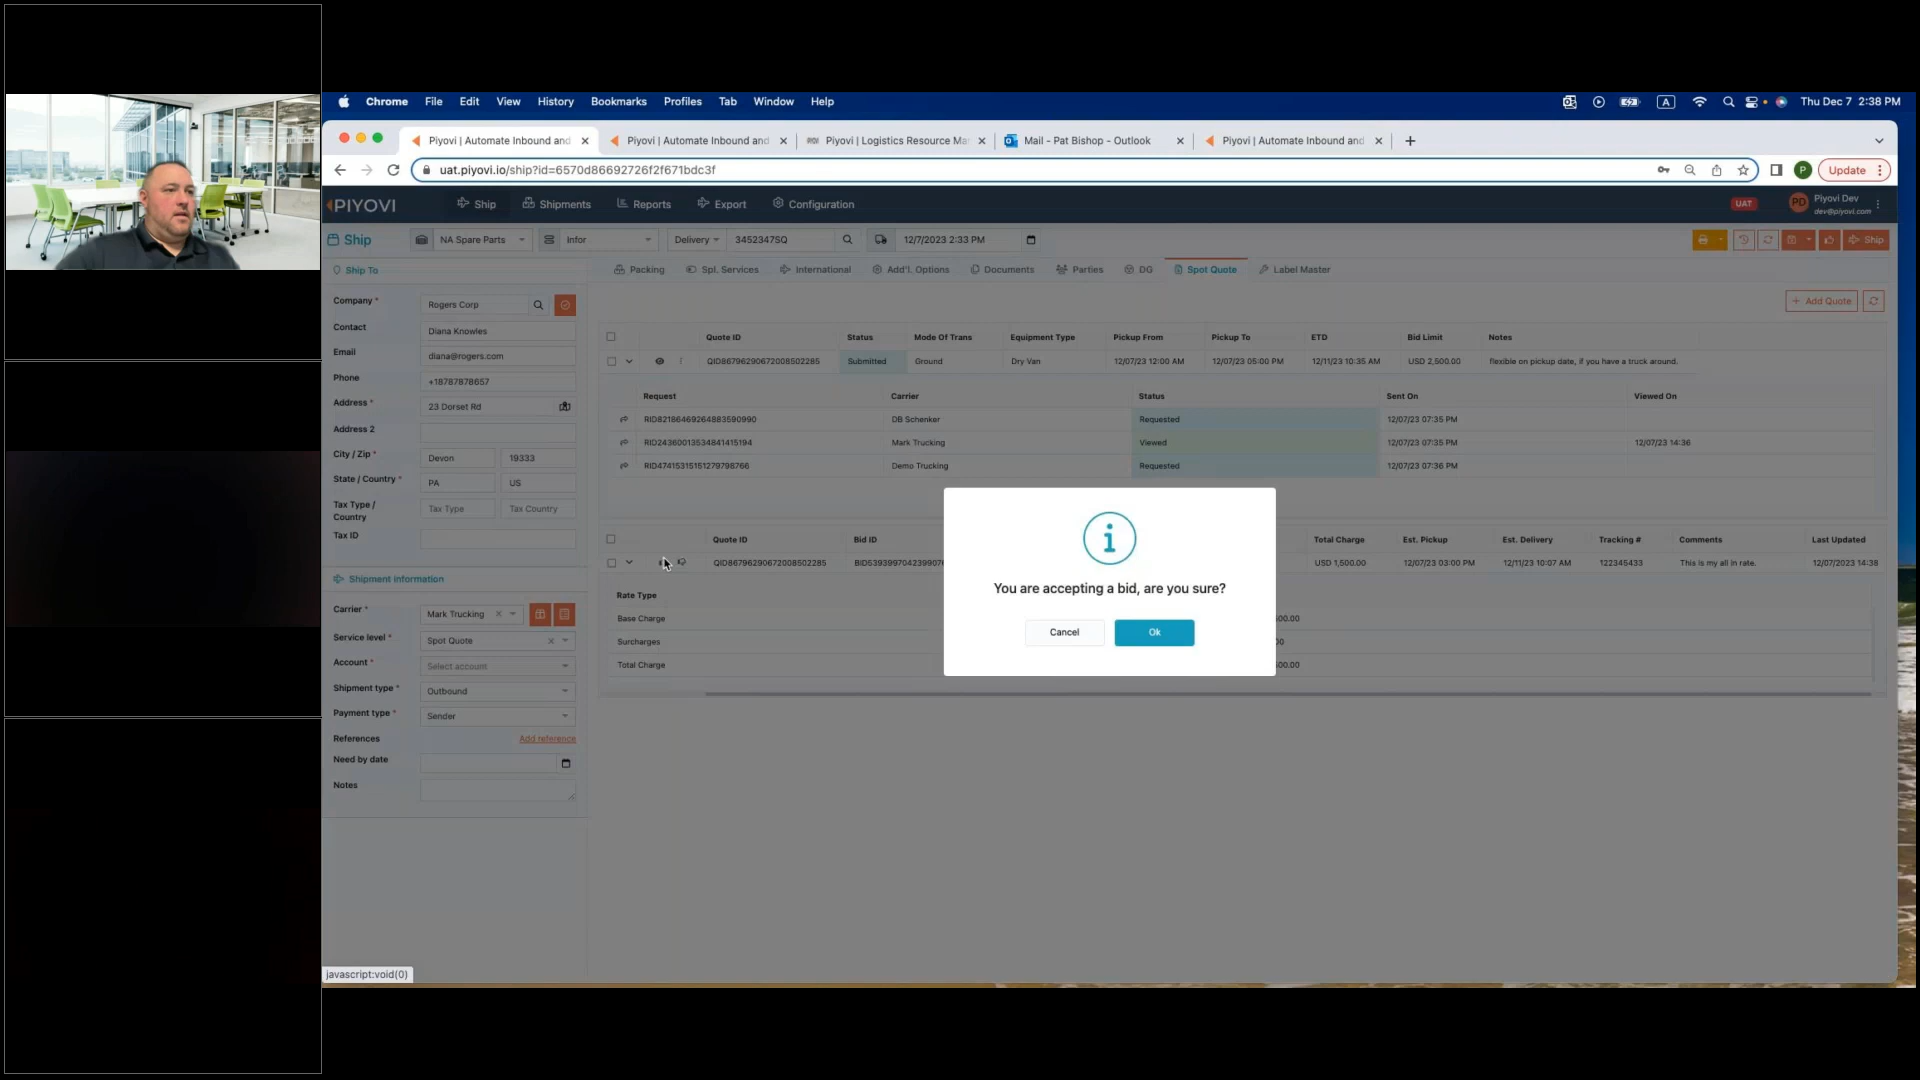 Chrome File Edit View History Bookmarks Profiles Tab Window Help
A
Thu Dec 7 2:38 PM
Piyovi | Automate Inbound and
Piyovi | Automate Inbound and
Piyovi | Logistics Resource Ma
Mail - Pat Bishop - Outlook
Piyovi | Automate Inbound and
uat.piyovi.io/ship?id=6570d86692726f2f671bdc3f
P
Update
PIYOVI
Ship
Shipments
Reports
Export
Configuration
UAT
PD
Piyovi Dev
dev@piyovi.com
Ship
NA Spare Parts
Infor
Delivery
3452347SQ
12/7/2023 2:33 PM
Ship
Ship To
Packing
Spl. Services
International
Add'l. Options
Documents
Parties
DG
Spot Quote
Label Master
Company * Rogers Corp
Contact Diana Knowles
Email diana@rogers.com
Phone +18787878657
Address * 23 Dorset Rd
Address 2
City / Zip * Devon 19333
State / Country * PA US
Tax Type / Country Tax Type Tax Country
Tax ID
Shipment Information
Carrier * Mark Trucking
Service level * Spot Quote
Account * Select account
Shipment type * Outbound
Payment type * Sender
References Add reference
Need by date
Notes
+ Add Quote
Quote ID Status Mode Of Trans Equipment Type Pickup From Pickup To ETD Bid Limit Notes
QID86796290672008502285 Submitted Ground Dry Van 12/07/23 12:00 AM 12/07/23 05:00 PM 12/11/23 10:35 AM USD 2,500.00 flexible on pickup date, if you have a truck around.
Request Carrier Status Sent On Viewed On
RID82186469264883590990 DB Schenker Requested 12/07/23 07:35 PM
RID24360013534841415194 Mark Trucking Viewed 12/07/23 07:35 PM 12/07/23 14:36
RID47415315151279798766 Demo Trucking Requested 12/07/23 07:36 PM
Quote ID Bid ID Total Charge Est. Pickup Est. Delivery Tracking # Comments Last Updated
QID86796290672008502285 BID5393997042399076 USD 1,500.00 12/07/23 03:00 PM 12/11/23 10:07 AM 122345433 This is my all in rate. 12/07/2023 14:38
Rate Type
Base Charge
Surcharges
Total Charge
You are accepting a bid, are you sure?
Cancel
Ok
javascript:void(0)